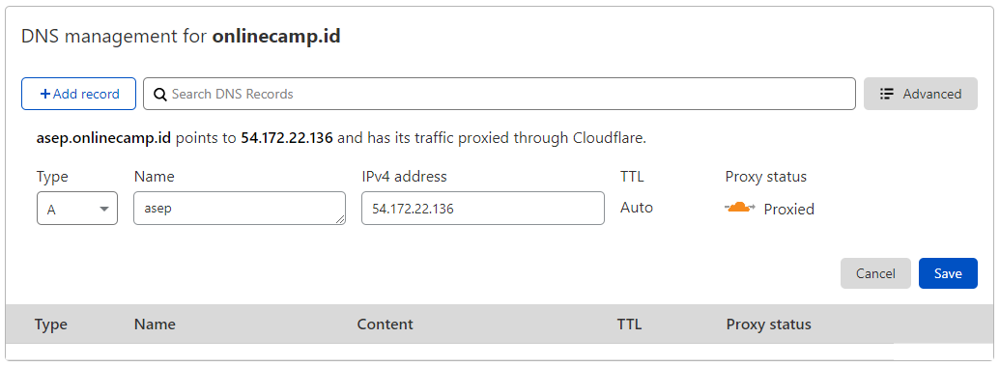 DNS management for onlinecamp.id
+ Add record
Search DNS Records
Advanced
asep.onlinecamp.id points to 54.172.22.136 and has its traffic proxied through Cloudflare.
Type Name IPv4 address TTL Proxy status
A asep 54.172.22.136 Auto Proxied
Cancel Save
Type Name Content TTL Proxy status